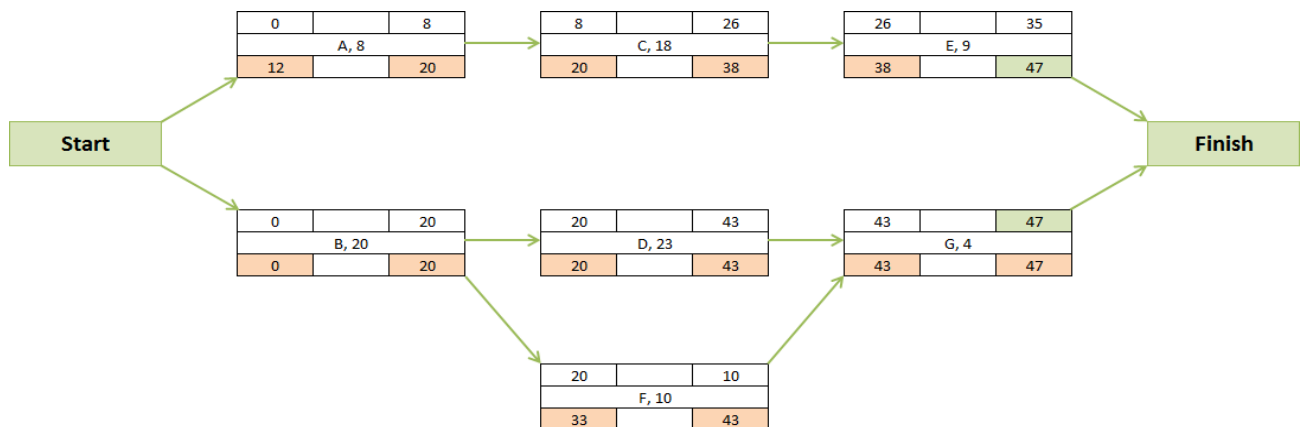 0 8 8 26 26 35
A, 8 C, 18 E, 9
12 20 20 38 38 47
Start Finish
0 20 20 43 43 47
B, 20 D, 23 G, 4
0 20 20 43 43 47
20 10
F, 10
33 43